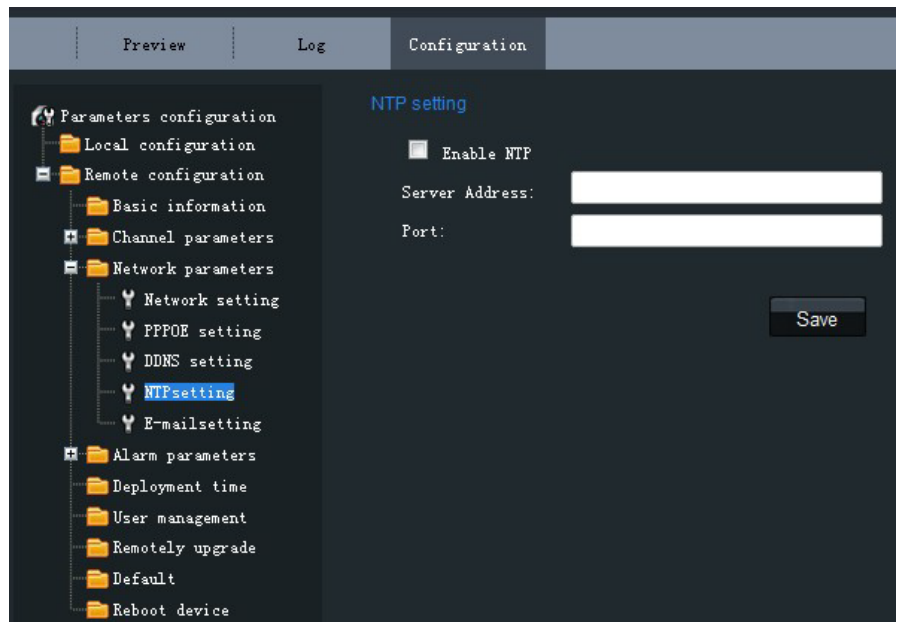 Preview Log Configuration
Parameters configuration
Local configuration
Remote configuration
Basic information
Channel parameters
Network parameters
Network setting
PPPOE setting
DDNS setting
NTPsetting
E-mailsetting
Alarm parameters
Deployment time
User management
Remotely upgrade
Default
Reboot device
NTP setting
Enable NTP
Server Address:
Port:
Save